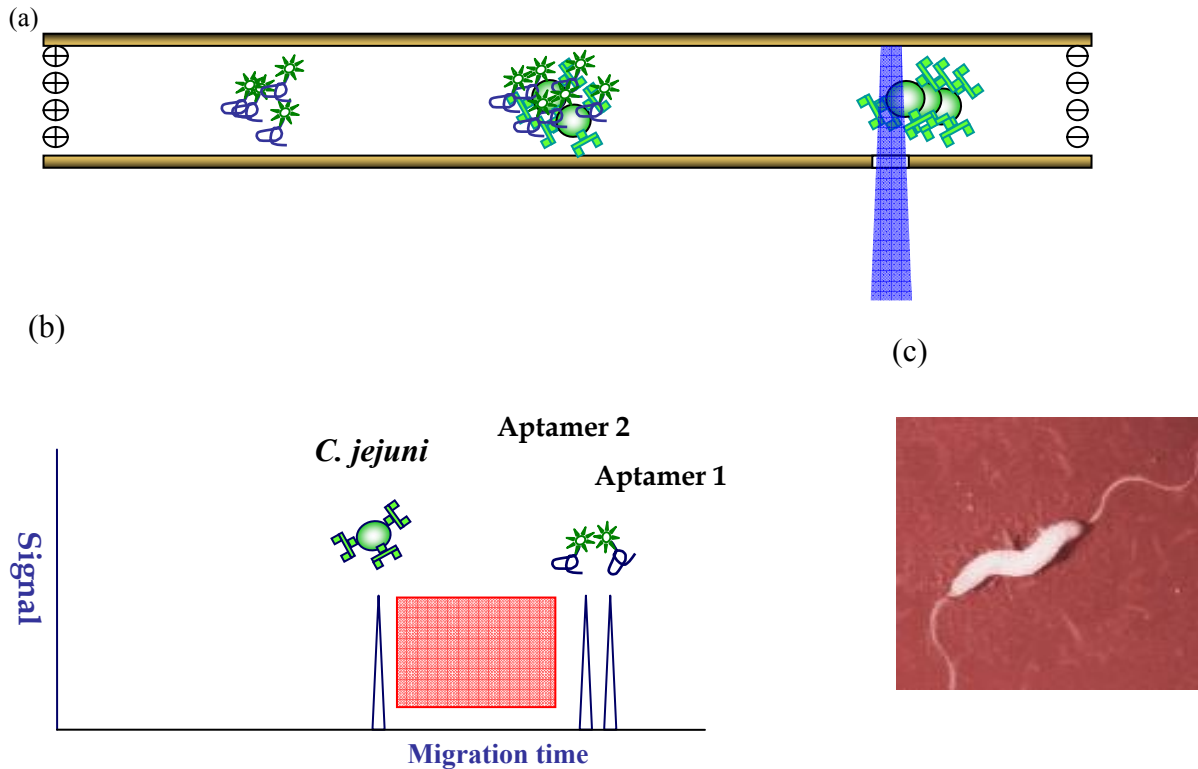 (a)
(b)
(c)
Aptamer 2
C. jejuni
Aptamer 1
Signal
Migration time